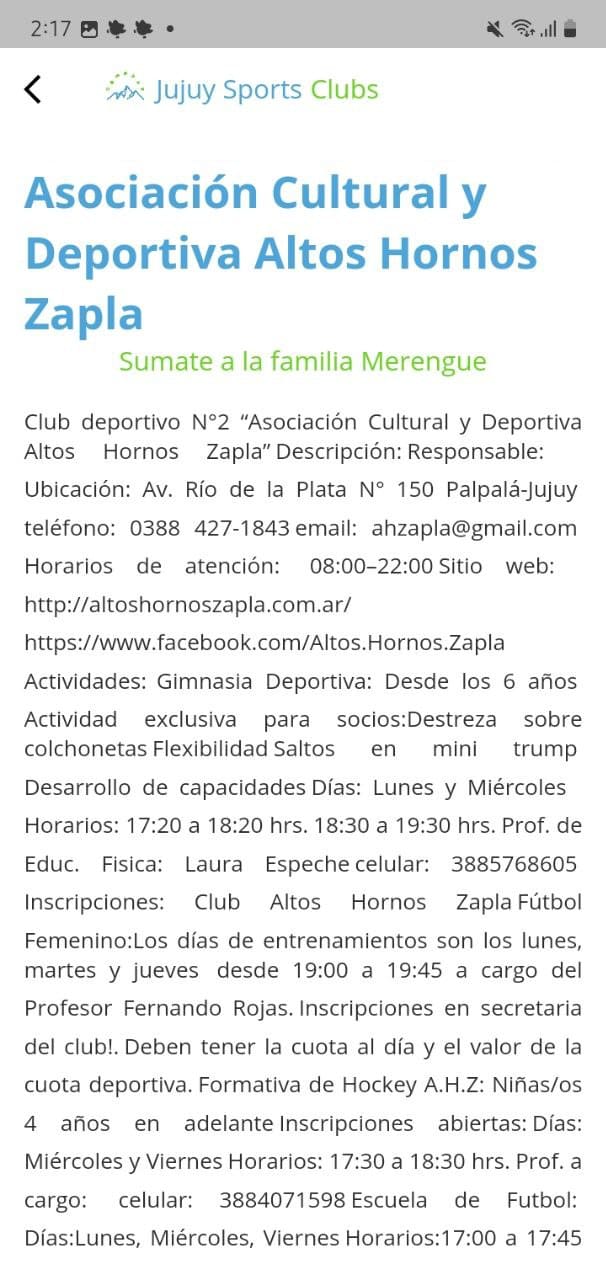 2:17
Jujuy Sports Clubs
Asociación Cultural y
Deportiva Altos Hornos
Zapla
Sumate a la familia Merengue
Club deportivo N°2 “Asociación Cultural y Deportiva
Altos Hornos Zapla” Descripción: Responsable:
Ubicación: Av. Río de la Plata N° 150 Palpalá-Jujuy
teléfono: 0388 427-1843 email: ahzapla@gmail.com
Horarios de atención: 08:00–22:00 Sitio web:
http://altoshornoszapla.com.ar/
https://www.facebook.com/Altos.Hornos.Zapla
Actividades: Gimnasia Deportiva: Desde los 6 años
Actividad exclusiva para socios:Destreza sobre
colchonetas Flexibilidad Saltos en mini trump
Desarrollo de capacidades Días: Lunes y Miércoles
Horarios: 17:20 a 18:20 hrs. 18:30 a 19:30 hrs. Prof. de
Educ. Fisica: Laura Espeche celular: 3885768605
Inscripciones: Club Altos Hornos Zapla Fútbol
Femenino:Los días de entrenamientos son los lunes,
martes y jueves desde 19:00 a 19:45 a cargo del
Profesor Fernando Rojas. Inscripciones en secretaria
del club!. Deben tener la cuota al día y el valor de la
cuota deportiva. Formativa de Hockey A.H.Z: Niñas/os
4 años en adelante Inscripciones abiertas: Días:
Miércoles y Viernes Horarios: 17:30 a 18:30 hrs. Prof. a
cargo: celular: 3884071598 Escuela de Futbol:
Días:Lunes, Miércoles, Viernes Horarios:17:00 a 17:45